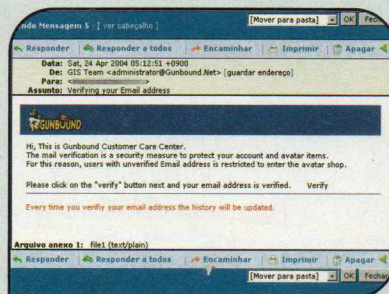 ndo Mensagem 5 - [ ver cabeçalho ]
[Mover para pasta] OK Fech
Responder Responder a todos Encaminhar Imprimir Apagar
Data: Sat, 24 Apr 2004 05:12:51 +0900
De: GIS Team <administrator@Gunbound.Net> [guardar endereço]
Para:
Assunto: Verifying your Email address
GUNBOUND
Hi, This is Gunbound Customer Care Center.
The mail verification is a security measure to protect your account and avatar items.
For this reason, users with unverified Email address is restricted to enter the avatar shop.
Please click on the "verify" button next and your email address is verified. Verify
Every time you verifiy your email address the history will be updated.
Arquivo anexo 1: file1 (text/plain)
Responder Responder a todos Encaminhar Imprimir Apagar
[Mover para pasta] OK Fechar